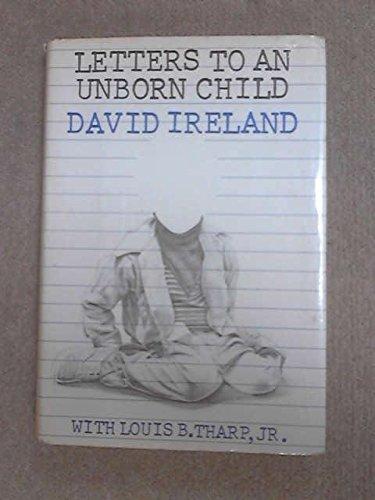 LETTERS TO AN
UNBORN CHILD
DAVID IRELAND
WITH LOUIS B. THARP, JR.